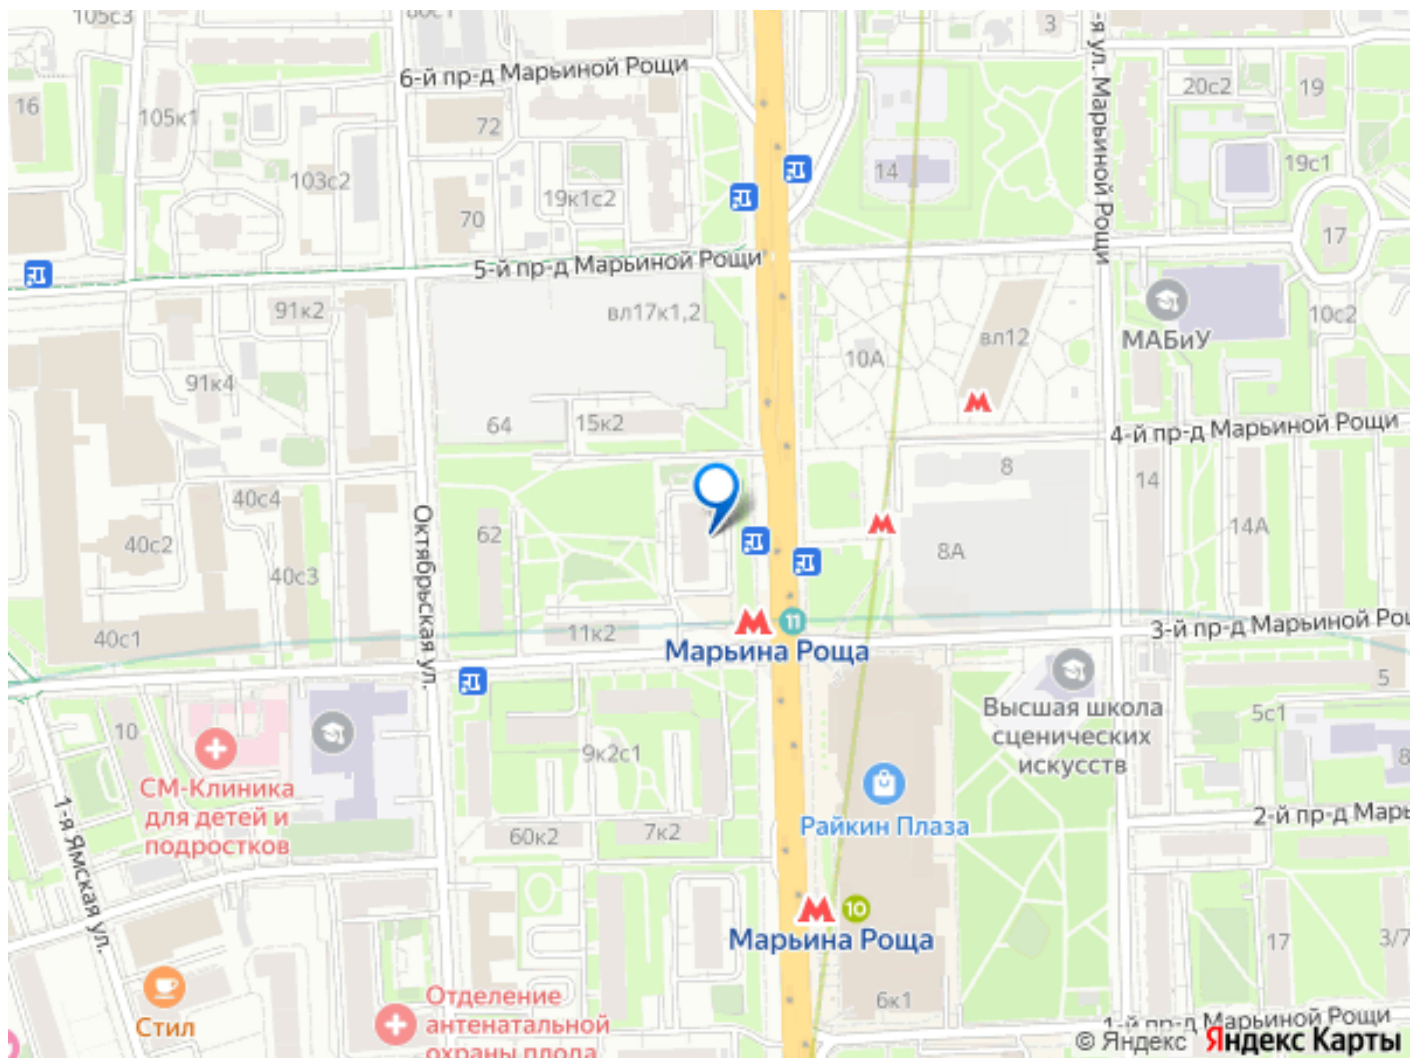 105с3
80с1
3
6-й пр-д Марьиной Рощи
-я ул. Марьиной Рощи
16
105к1
72
20с2
19
103с2
14
19с1
19к1с2
70
17
5-й пр-д Марьиной Рощи
91к2
вл17к1,2
10с2
МАБиУ
вл12
10А
91к4
64
15к2
4-й пр-д Марьиной Рощи
8
14
40с4
Октябрьская ул.
62
14А
40с2
8А
40с3
40с1
11к2
11
3-й пр-д Марьиной Рощ
Марьина Роща
5
Высшая школа
сценических
искусств
5с1
10
9к2с1
8
СМ-Клиника
для детей и
подростков
1-я Ямская ул.
Райкин Плаза
2-й пр-д Марь
60к2
7к2
10
Марьина Роща
17
3/7
6к1
Стил
Отделение
антенатальной
охраны плода
1-й пр-д Марьиной Рощи
© Яндекс Яндекс Карты